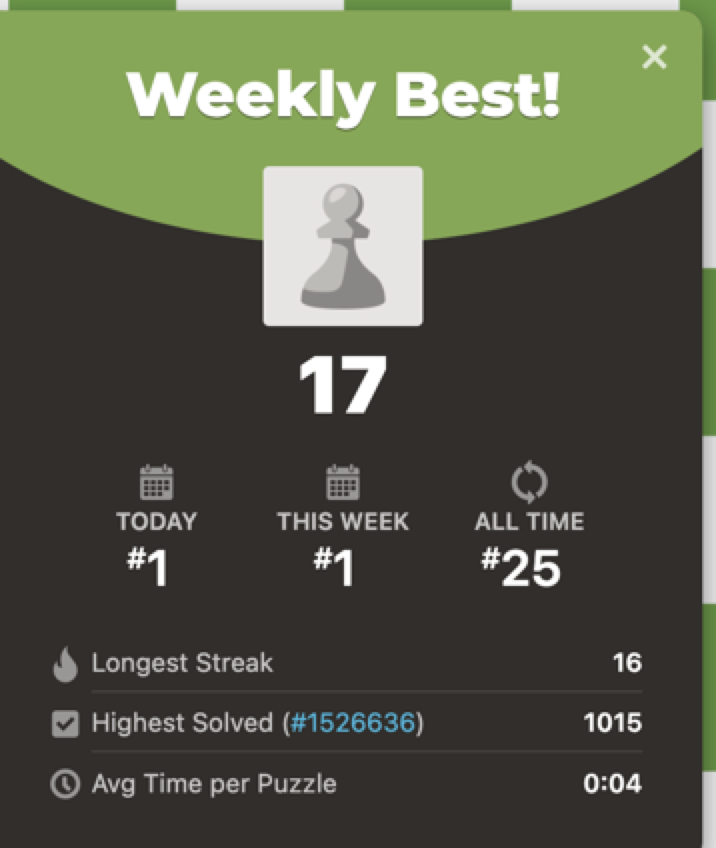 Weekly Best!
17
TODAY THIS WEEK ALL TIME
#1 #1 #25
Longest Streak 16
Highest Solved (#1526636) 1015
Avg Time per Puzzle 0:04